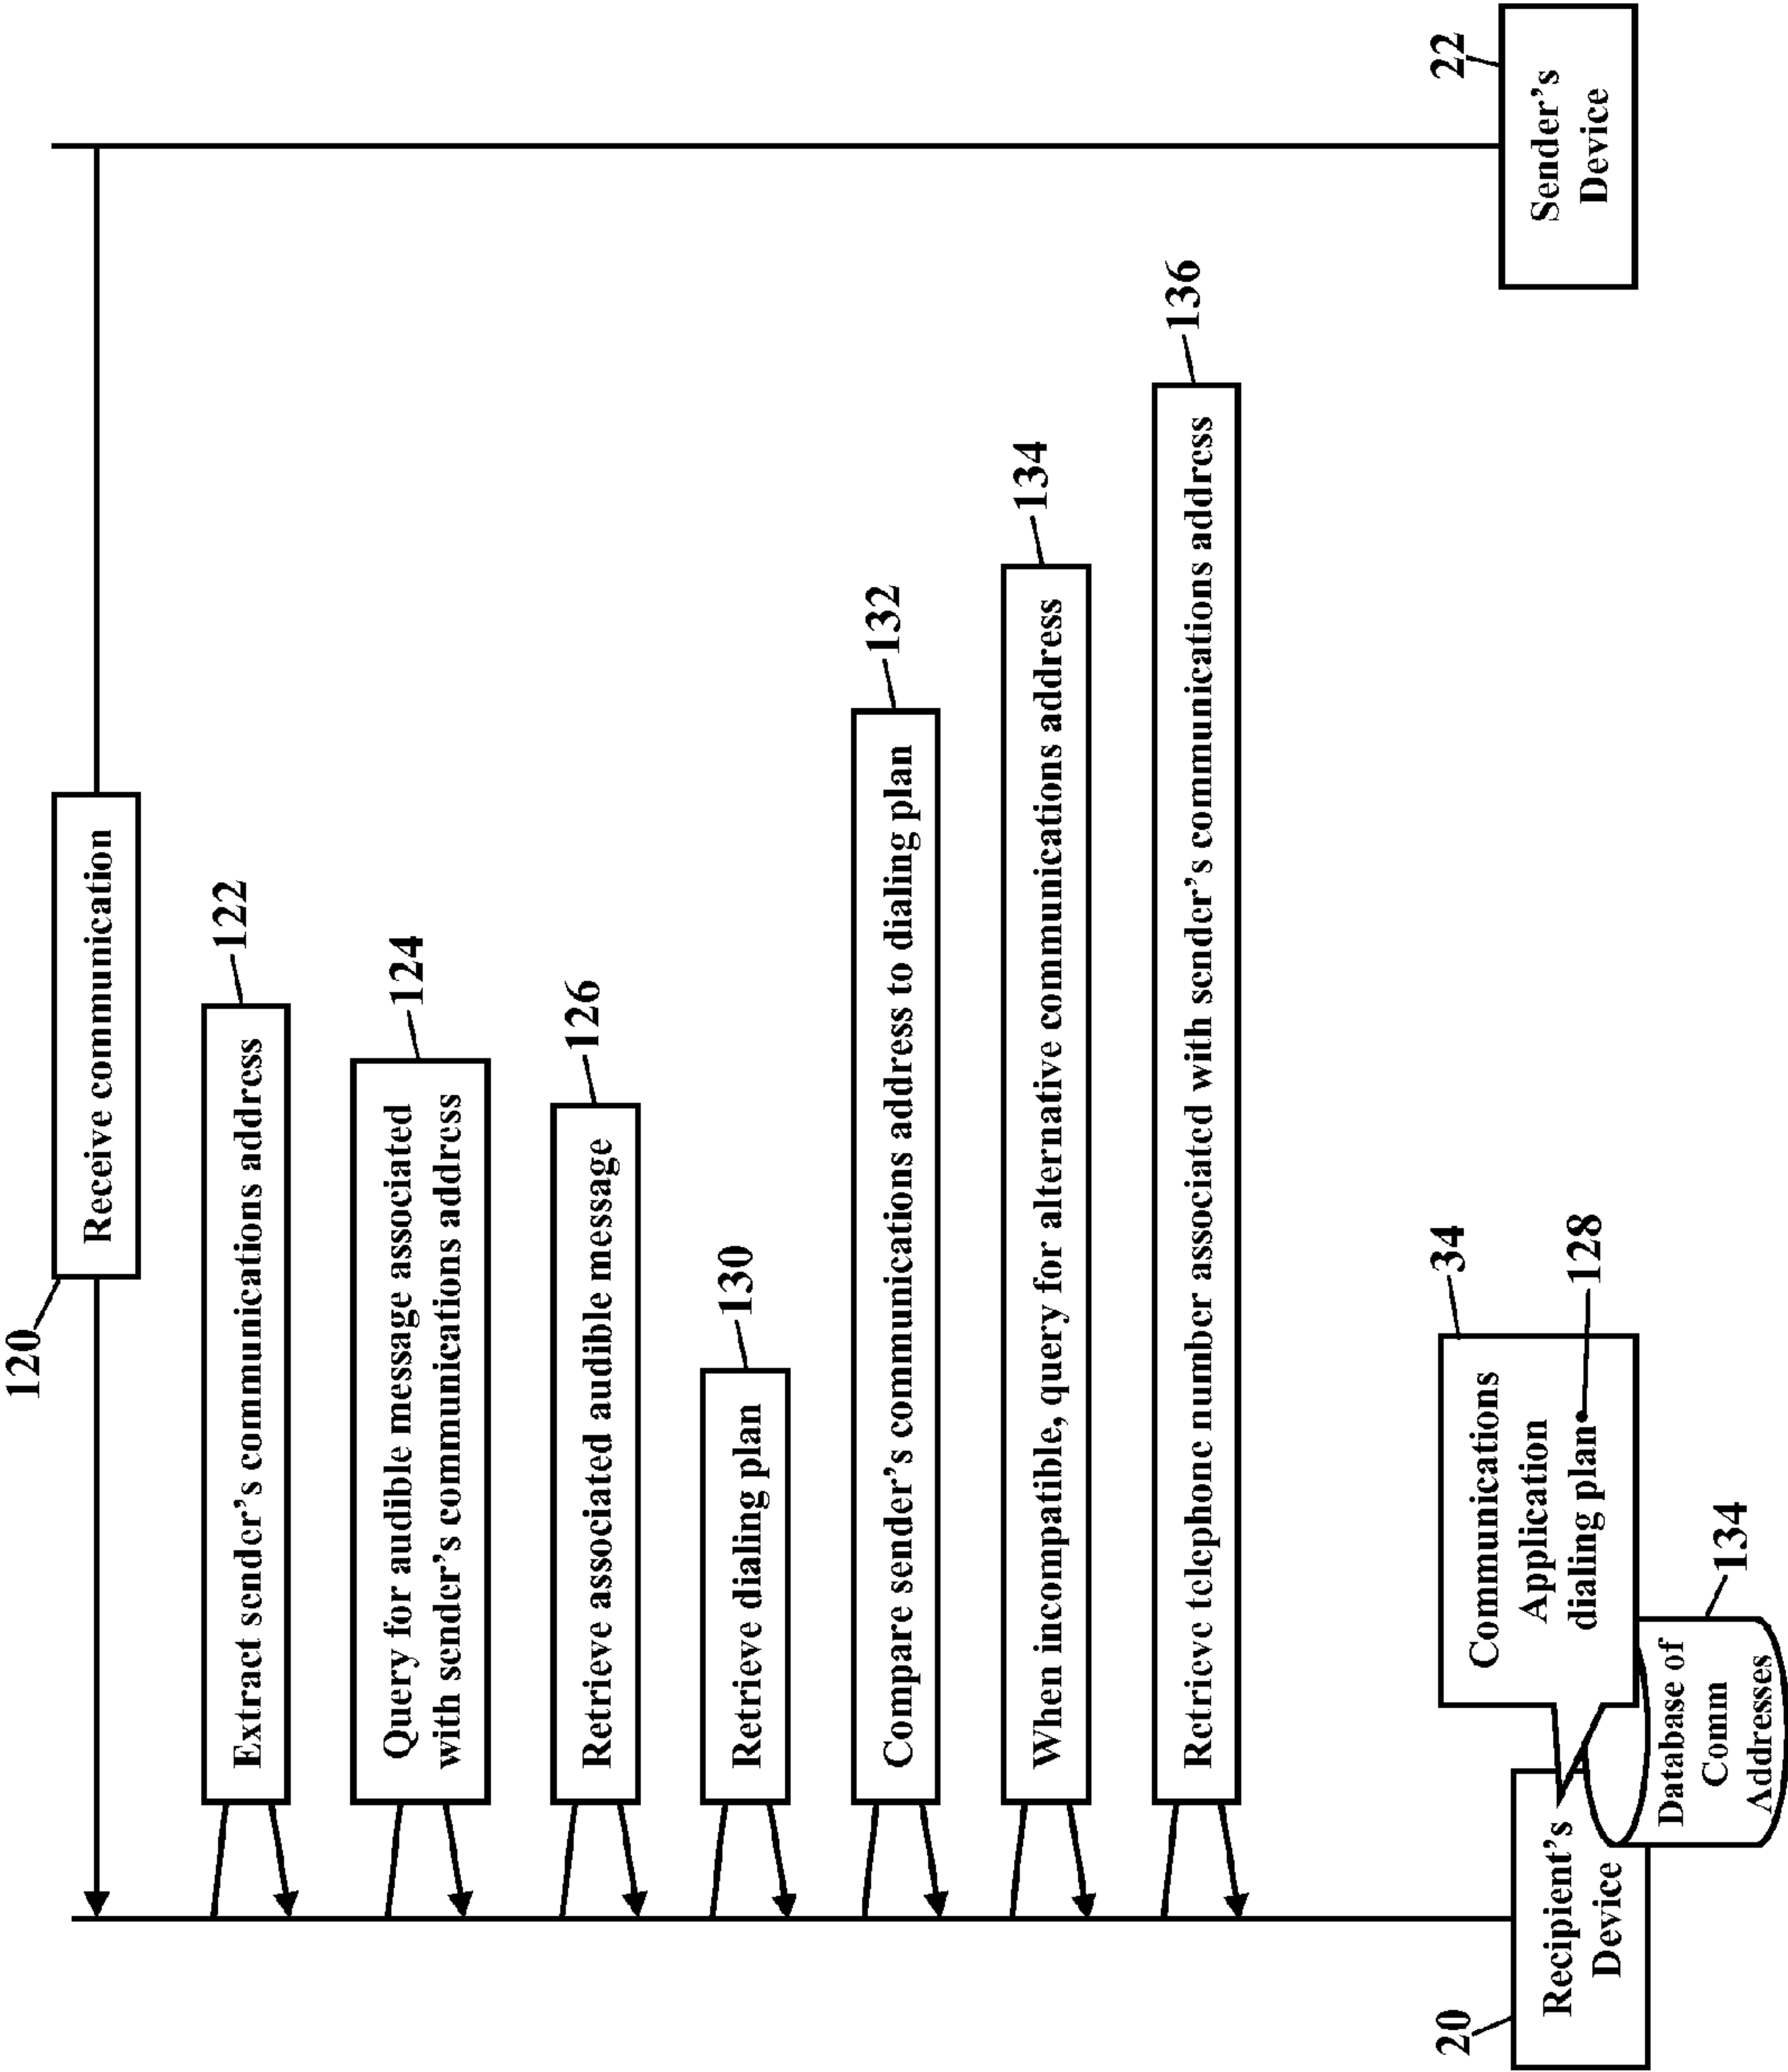 120
Receive communication
Extract sender's communications address
122
Query for audible message associated
with sender's communications address
124
Retrieve associated audible message
126
Retrieve dialing plan
130
Compare sender's communications address to dialing plan
132
When incompatible, query for alternative communications address
134
Retrieve telephone number associated with sender's communications address
136
20
Recipient's
Device
Communications
Application
dialing plan
34
128
Database of
Comm
Addresses
134
Sender's
Device
22